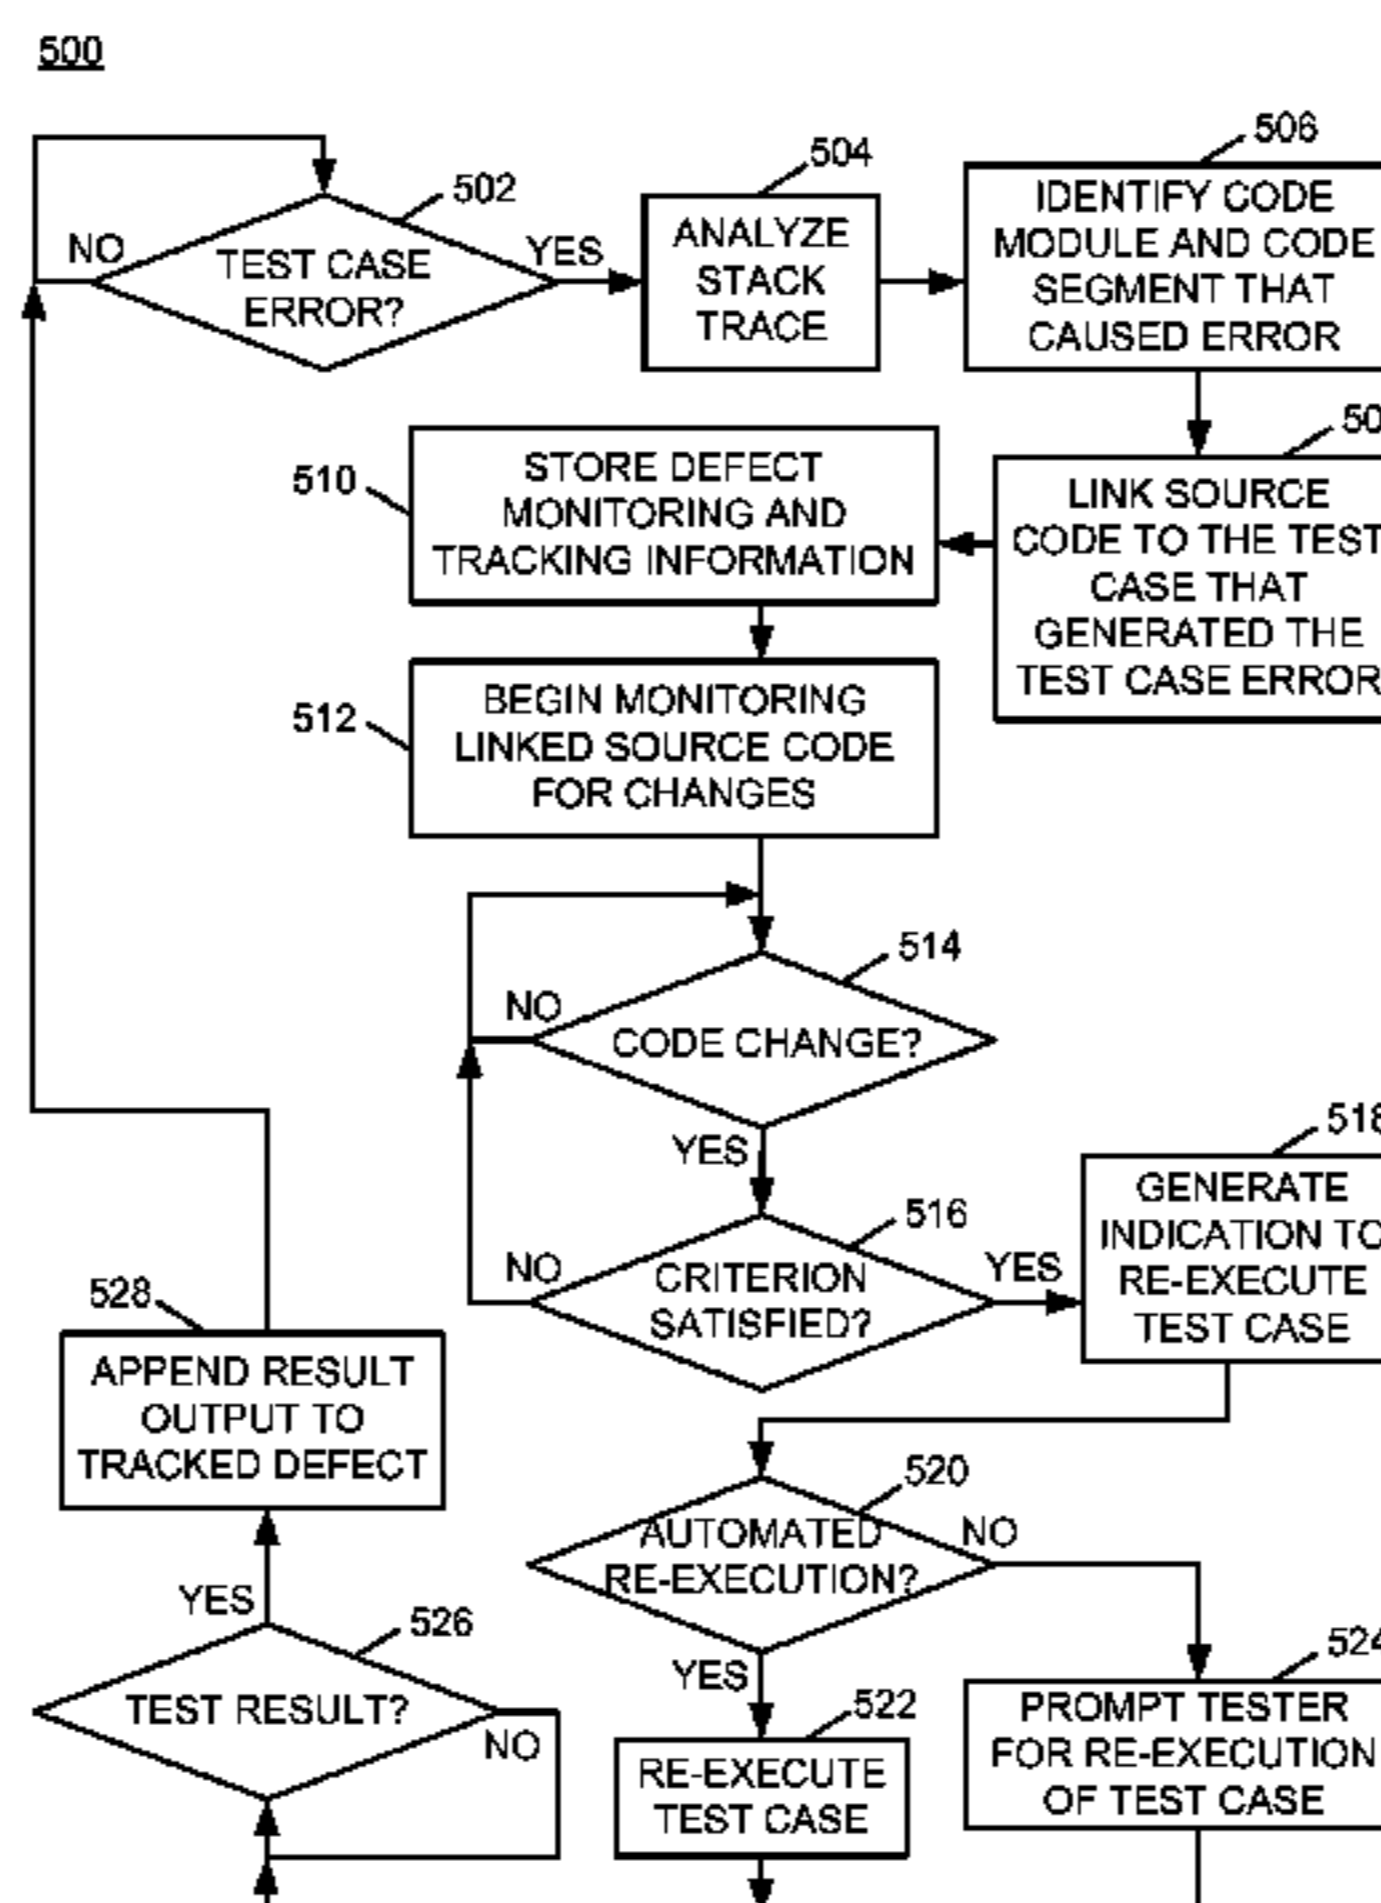 500
502
NO
TEST CASE
ERROR?
YES
504
ANALYZE
STACK
TRACE
506
IDENTIFY CODE
MODULE AND CODE
SEGMENT THAT
CAUSED ERROR
LINK SOURCE
CODE TO THE TEST
CASE THAT
GENERATED THE
TEST CASE ERROR
510
STORE DEFECT
MONITORING AND
TRACKING INFORMATION
512
BEGIN MONITORING
LINKED SOURCE CODE
FOR CHANGES
514
NO
CODE CHANGE?
YES
516
NO
CRITERION
SATISFIED?
YES
518
GENERATE
INDICATION TO
RE-EXECUTE
TEST CASE
520
AUTOMATED
RE-EXECUTION?
NO
YES
522
RE-EXECUTE
TEST CASE
524
PROMPT TESTER
FOR RE-EXECUTION
OF TEST CASE
526
TEST RESULT?
NO
YES
528
APPEND RESULT
OUTPUT TO
TRACKED DEFECT